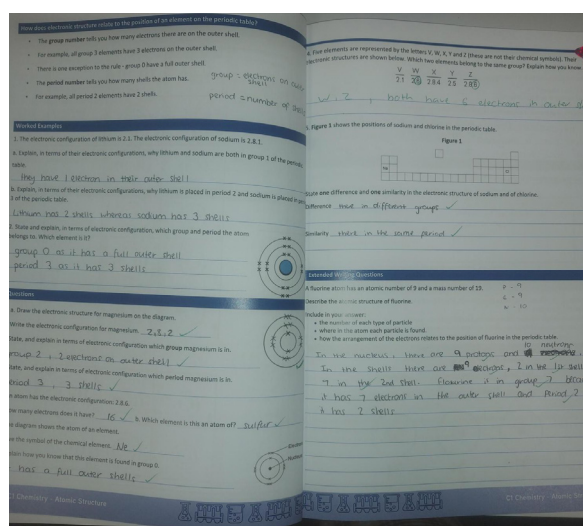 How does electronic structure relate to the position of an element on the periodic table?
• The group number tells you how many electrons there are on the outer shell.
• For example, all group 3 elements have 3 electrons on the outer shell.
• There is one exception to the rule - group 0 have a full outer shell.
• The period number tells you how many shells the atom has.
• For example, all period 2 elements have 2 shells.
group = electrons on outer
shell
period = number of shells
Worked Examples
1. The electronic configuration of lithium is 2.1. The electronic configuration of sodium is 2.8.1.
a. Explain, in terms of their electronic configurations, why lithium and sodium are both in group 1 of the periodic
table.
they have 1 electron in their outer shell
b. Explain, in terms of their electronic configurations, why lithium is placed in period 2 and sodium is placed in
3 of the periodic table.
Lithium has 2 shells whereas sodium has 3 shells
State and explain, in terms of electronic configuration, which group and period the atom
belongs to. Which element is it?
group 0 as it has a full outer shell
period 3 as it has 3 shells
Questions
a. Draw the electronic structure for magnesium on the diagram.
Write the electronic configuration for magnesium. 2,8,2 ✓
State, and explain in terms of electronic configuration which group magnesium is in.
group 2, 2 electrons on outer shell ✓
State, and explain in terms of electronic configuration which period magnesium is in.
period 3, 3 shells ✓
atom has the electronic configuration 2.8.6.
How many electrons does it have? 16 ✓ b. Which element is this an atom of? sulfur ✓
diagram shows the atom of an element.
the symbol of the chemical element. Ne ✓
Explain how you know that this element is found in group 0.
has a full outer shells ✓
Electron
C1 Chemistry - Atomic Structure
4. Five elements are represented by the letters V, W, X, Y and Z (these are not their chemical symbols). Their
electronic structures are shown below. Which two elements belong to the same group? Explain how you know
V W X Y Z
2.1 2.5 2.8.4 2.6 2.8.5
W, Z, both have 5 electrons in outer
5. Figure 1 shows the positions of sodium and chlorine in the periodic table.
Figure 1
Na
Cl
State one difference and one similarity in the electronic structure of sodium and of chlorine.
Difference there in different groups ✓
Similarity there in the same period ✓
Extended Writing Questions
A fluorine atom has an atomic number of 9 and a mass number of 19.
Describe the atomic structure of fluorine.
p - 9
e - 9
n - 10
Include in your answer:
• the number of each type of particle
• where in the atom each particle is found.
• how the arrangement of the electrons relates to the position of fluorine in the periodic table.
10 neutrons
In the nucleus, there are 9 protons and
In the shells there are 9 , 2 in the 1st shell
7 in the 2nd shell. Flourine is in group 7
it has 7 electrons in the outer shell and Period 2
it has 2 shells
C1 Chemistry - Atomic